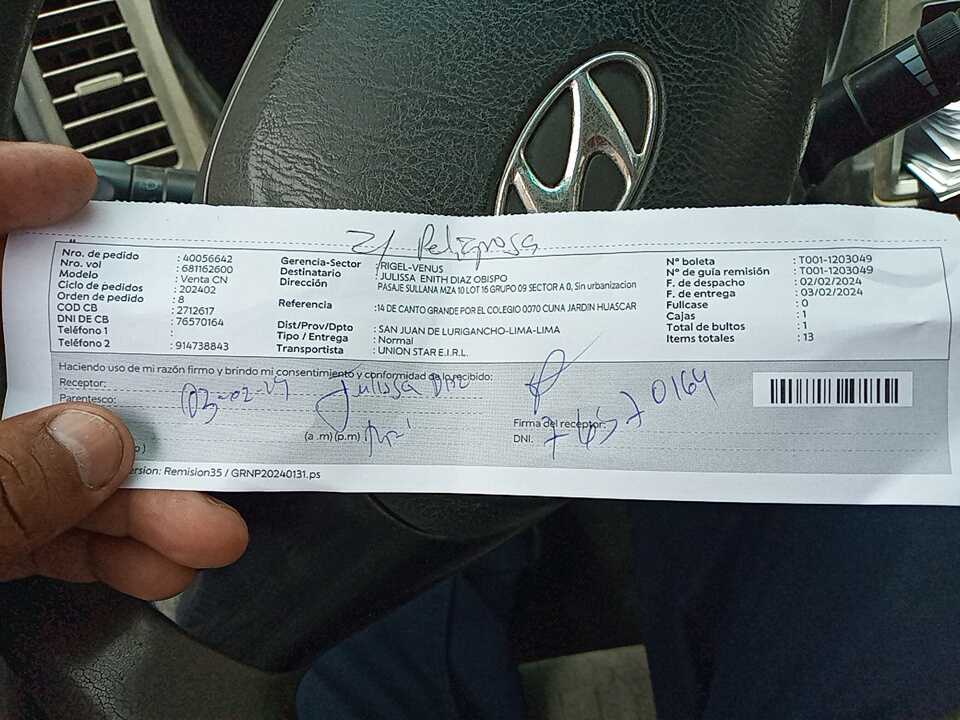 Z/ Peligrosa
Nro. de pedido : 40056642
Nro. vol : 681162600
Modelo : Venta CN
Ciclo de pedidos : 202402
Orden de pedido : 8
COD CB : 2712617
DNI DE CB : 76570164
Teléfono 1 :
Teléfono 2 : 914738843
Gerencia-Sector : RIGEL-VENUS
Destinatario : JULISSA ENITH DIAZ OBISPO
Dirección PASAJE SULLANA MZA 10 LOT 16 GRUPO 09 SECTOR A 0, Sin urbanizacion
Referencia : 14 DE CANTO GRANDE POR EL COLEGIO 0070 CUNA JARDIN HUASCAR
Dist/Prov/Dpto : SAN JUAN DE LURIGANCHO-LIMA-LIMA
Tipo / Entrega : Normal
Transportista : UNION STAR E.I.R.L.
N° boleta : T001-1203049
N° de guía remisión : T001-1203049
F. de despacho : 02/02/2024
F. de entrega : 03/02/2024
Fullcase : 0
Cajas : 1
Total de bultos : 1
Items totales : 13
Haciendo uso de mi razón firmo y brindo mi consentimiento y conformidad de lo recibido:
Receptor: 03-02-24 Julissa Diaz
Parentesco:
(a .m) (p.m)
Firma del receptor:
DNI: 76570164
o )
ersion: Remision35 / GRNP20240131.ps